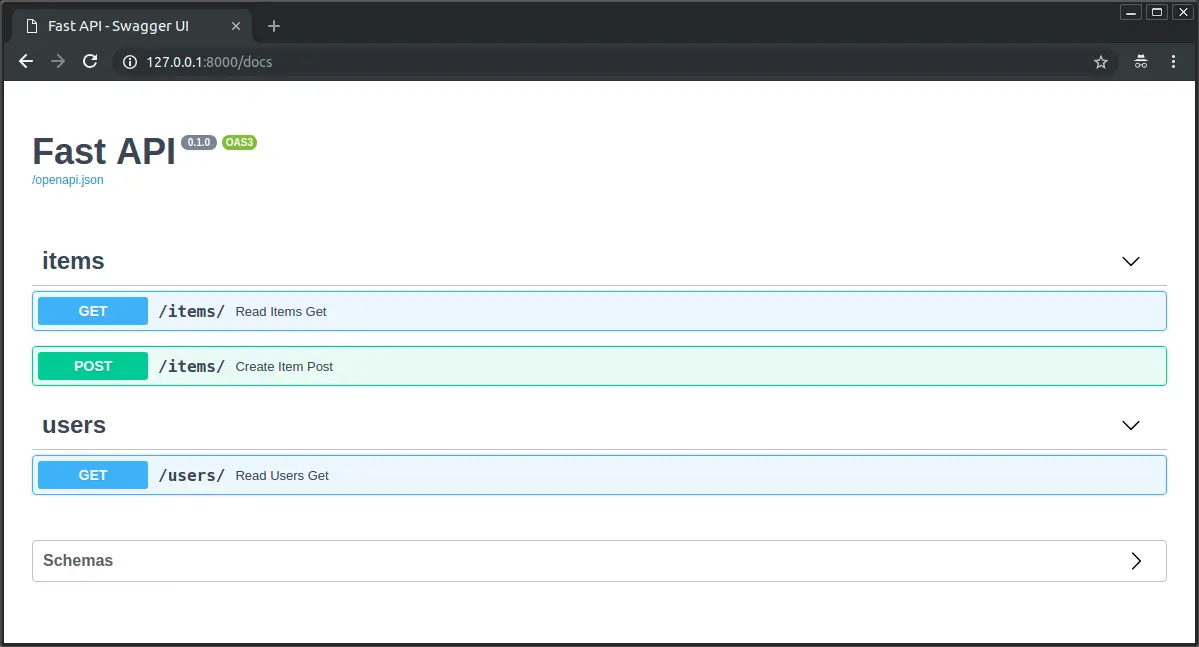 Fast API - Swagger UI
127.0.0.1:8000/docs
Fast API 0.1.0 OAS3
/openapi.json
items
GET /items/ Read Items Get
POST /items/ Create Item Post
users
GET /users/ Read Users Get
Schemas